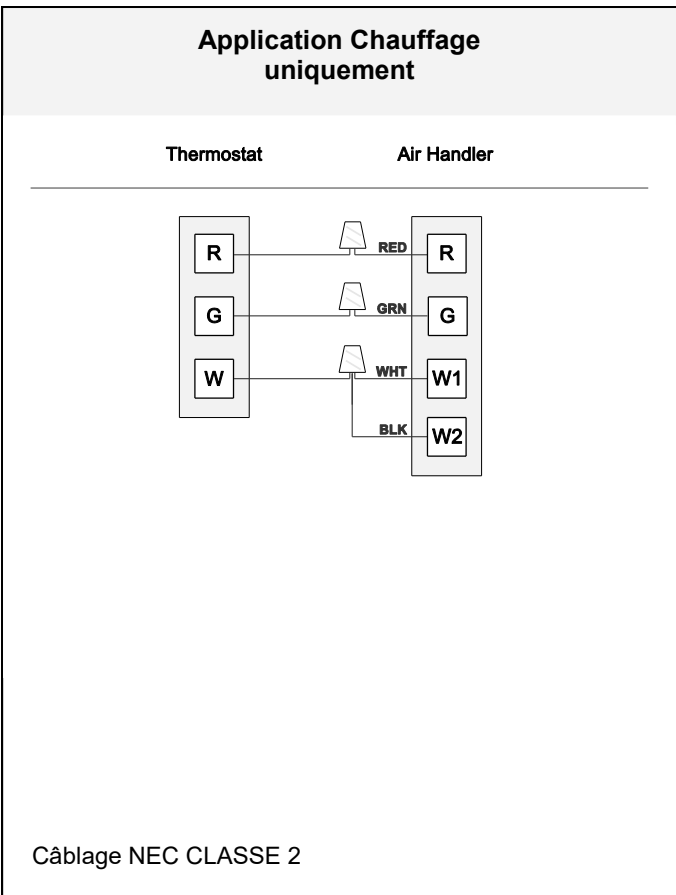 Application Chauffage
uniquement
Thermostat Air Handler
R RED R
G GRN G
W WHT W1
BLK W2
Câblage NEC CLASSE 2